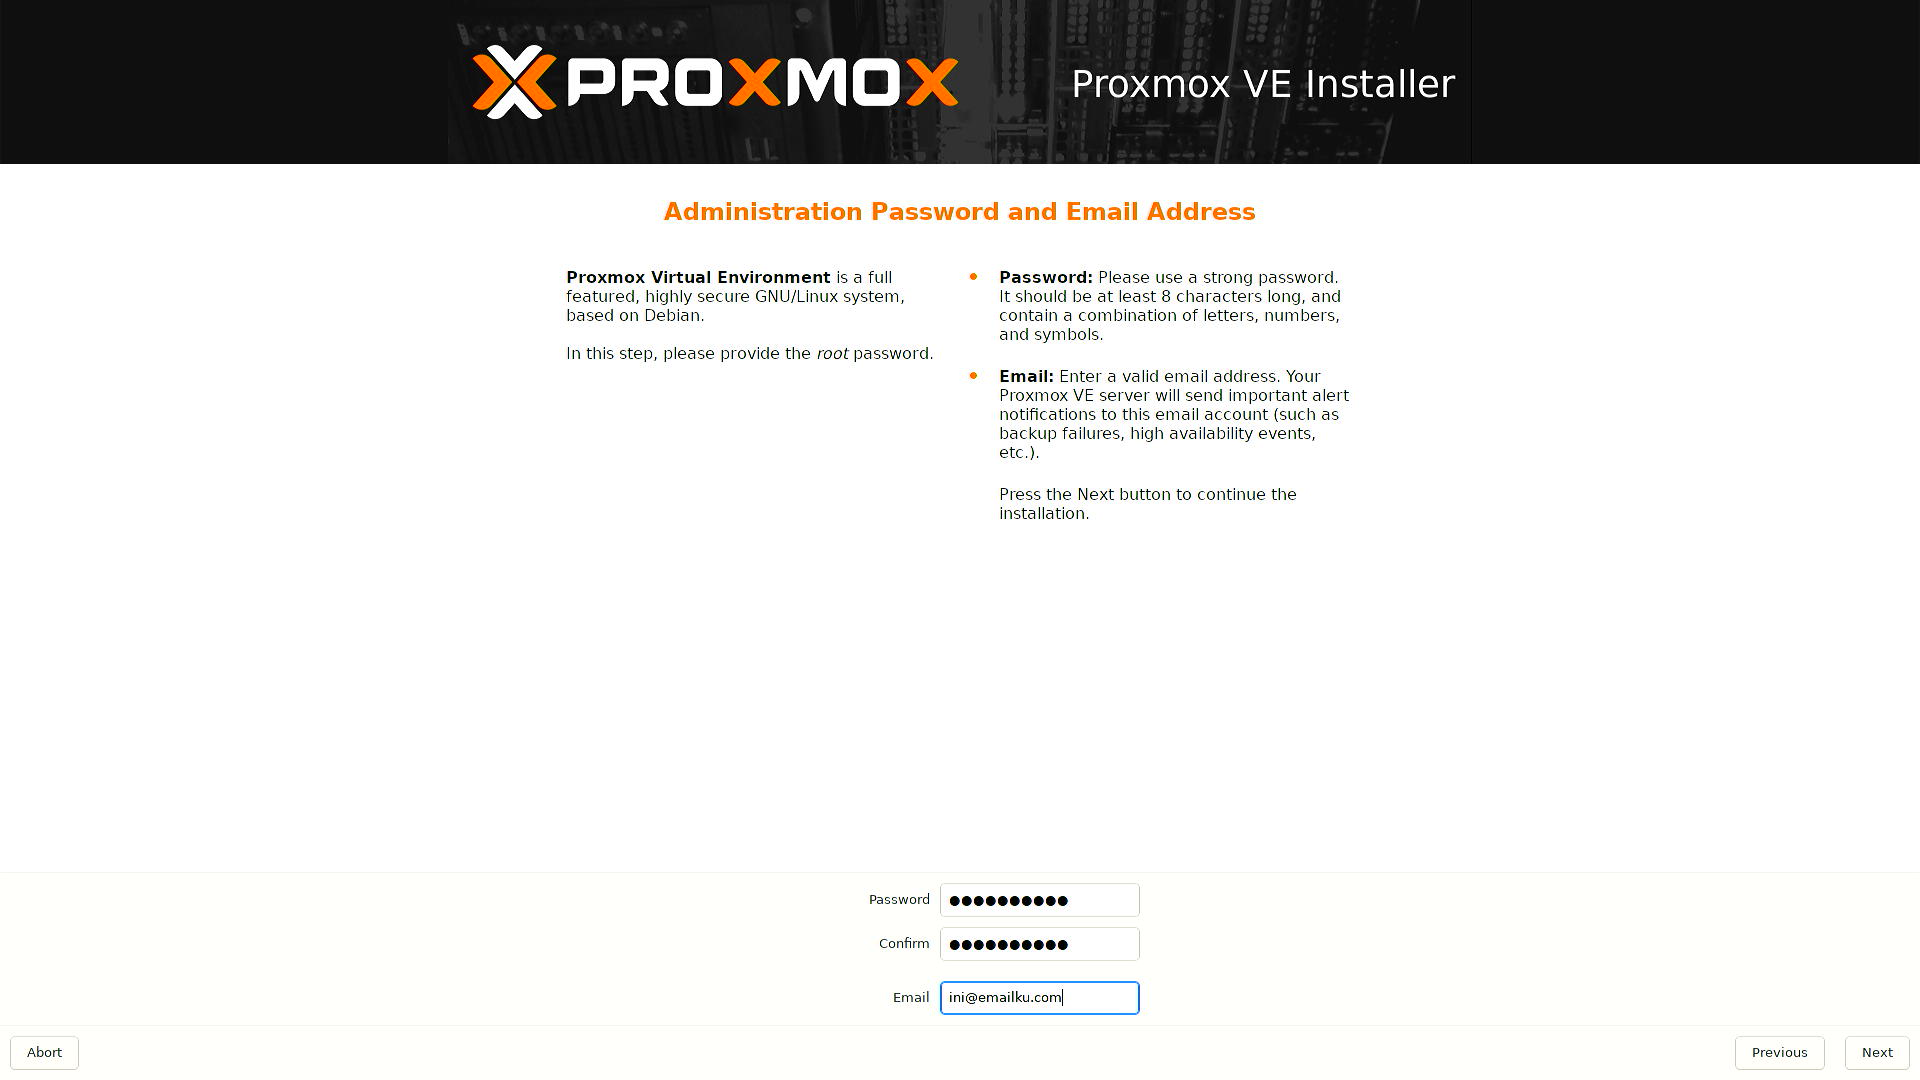 PROXMOX
Proxmox VE Installer
Administration Password and Email Address
Proxmox Virtual Environment is a full
featured, highly secure GNU/Linux system,
based on Debian.
In this step, please provide the root password.
Password: Please use a strong password.
It should be at least 8 characters long, and
contain a combination of letters, numbers,
and symbols.
Email: Enter a valid email address. Your
Proxmox VE server will send important alert
notifications to this email account (such as
backup failures, high availability events,
etc.).
Press the Next button to continue the
installation.
Password ●●●●●●●●●●
Confirm ●●●●●●●●●●
Email ini@emailku.com
Abort Previous Next